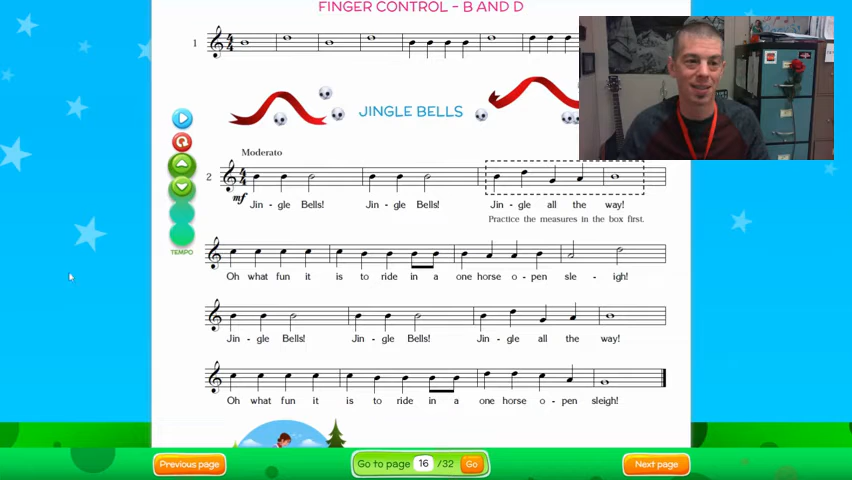 FINGER CONTROL - B AND D
1
JINGLE BELLS
Moderato
2
mf
Jin - gle Bells! Jin - gle Bells! Jin - gle all the way!
Practice the measures in the box first.
Oh what fun it is to ride in a one horse o - pen sle - igh!
Jin - gle Bells! Jin - gle Bells! Jin - gle all the way!
Oh what fun it is to ride in a one horse o - pen sleigh!
TEMPO
Previous page
Go to page 16 /32 Go
Next page